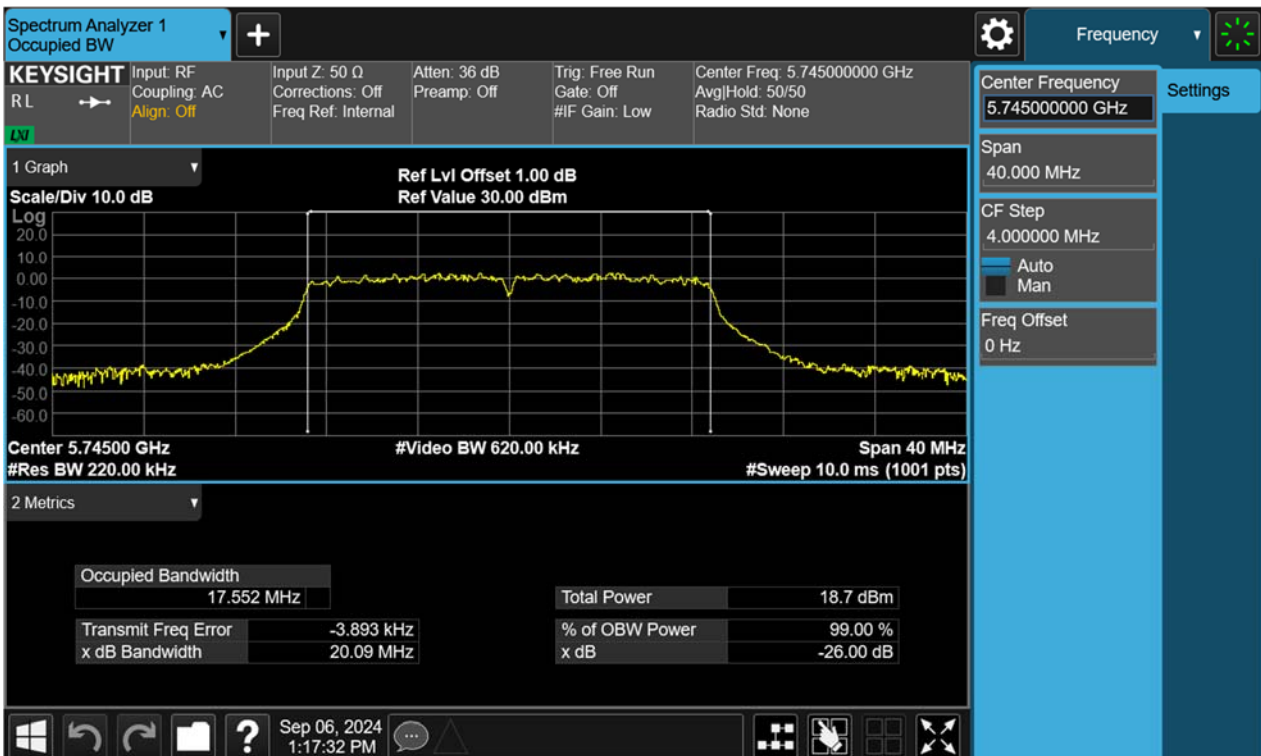 Spectrum Analyzer 1
Occupied BW
+
Frequency
KEYSIGHT
R L
LXI
Input: RF
Coupling: AC
Align: Off
Input Z: 50 Ω
Corrections: Off
Freq Ref: Internal
Atten: 36 dB
Preamp: Off
Trig: Free Run
Gate: Off
#IF Gain: Low
Center Freq: 5.745000000 GHz
Avg|Hold: 50/50
Radio Std: None
1 Graph
Scale/Div 10.0 dB
Ref Lvl Offset 1.00 dB
Ref Value 30.00 dBm
Log
20.0
10.0
0.00
-10.0
-20.0
-30.0
-40.0
-50.0
-60.0
Center 5.74500 GHz
#Video BW 620.00 kHz
Span 40 MHz
#Res BW 220.00 kHz
#Sweep 10.0 ms (1001 pts)
2 Metrics
Occupied Bandwidth
17.552 MHz
Total Power 18.7 dBm
Transmit Freq Error -3.893 kHz
% of OBW Power 99.00 %
x dB Bandwidth 20.09 MHz
x dB -26.00 dB
Center Frequency
5.745000000 GHz
Settings
Span
40.000 MHz
CF Step
4.000000 MHz
Auto
Man
Freq Offset
0 Hz
?
Sep 06, 2024
1:17:32 PM